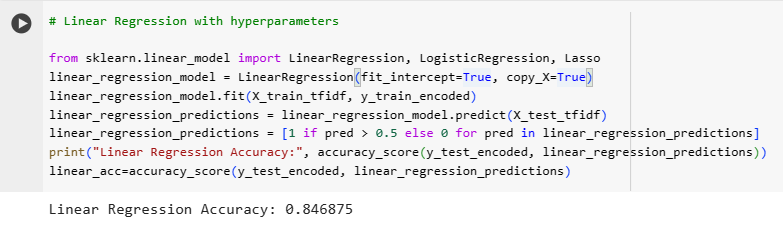 # Linear Regression with hyperparameters
from sklearn.linear_model import LinearRegression, LogisticRegression, Lasso
linear_regression_model = LinearRegression(fit_intercept=True, copy_X=True)
linear_regression_model.fit(X_train_tfidf, y_train_encoded)
linear_regression_predictions = linear_regression_model.predict(X_test_tfidf)
linear_regression_predictions = [1 if pred > 0.5 else 0 for pred in linear_regression_predictions]
print("Linear Regression Accuracy:", accuracy_score(y_test_encoded, linear_regression_predictions))
linear_acc=accuracy_score(y_test_encoded, linear_regression_predictions)
Linear Regression Accuracy: 0.846875